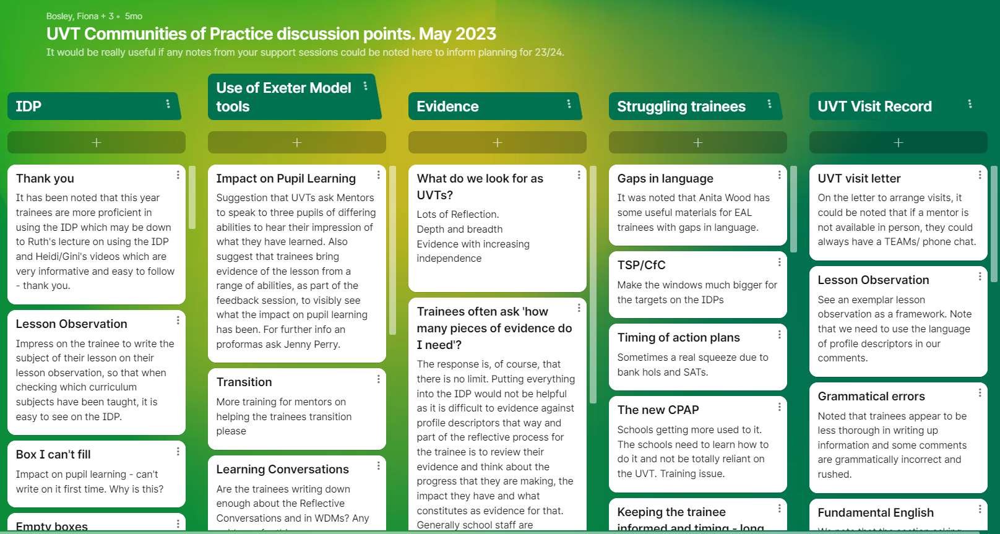 Bosley, Fiona + 3 • 5mo
UVT Communities of Practice discussion points. May 2023
It would be really useful if any notes from your support sessions could be noted here to inform planning for 23/24.
IDP
Thank you
It has been noted that this year
trainees are more proficient in
using the IDP which may be down
to Ruth's lecture on using the IDP
and Heidi/Gini's videos which are
very informative and easy to follow
- thank you.
Lesson Observation
Impress on the trainee to write the
subject of their lesson on their
lesson observation, so that when
checking which curriculum
subjects have been taught, it is
easy to see on the IDP.
Box I can't fill
Impact on pupil learning - can't
write on it first time. Why is this?
Empty boxes
Use of Exeter Model
tools
Impact on Pupil Learning
Suggestion that UVTs ask Mentors
to speak to three pupils of differing
abilities to hear their impression of
what they have learned. Also
suggest that trainees bring
evidence of the lesson from a
range of abilities, as part of the
feedback session, to visibly see
what the impact on pupil learning
has been. For further info an
proformas ask Jenny Perry.
Transition
More training for mentors on
helping the trainees transition
please
Learning Conversations
Are the trainees writing down
enough about the Reflective
Conversations and in WDMs? Any
Evidence
What do we look for as
UVTs?
Lots of Reflection.
Depth and breadth
Evidence with increasing
independence
Trainees often ask 'how
many pieces of evidence do
I need'?
The response is, of course, that
there is no limit. Putting everything
into the IDP would not be helpful
as it is difficult to evidence against
profile descriptors that way and
part of the reflective process for
the trainee is to review their
evidence and think about the
progress that they are making, the
impact they have and what
constitutes as evidence for that.
Generally school staff are
Struggling trainees
Gaps in language
It was noted that Anita Wood has
some useful materials for EAL
trainees with gaps in language.
TSP/CfC
Make the windows much bigger for
the targets on the IDPs
Timing of action plans
Sometimes a real squeeze due to
bank hols and SATs.
The new CPAP
Schools getting more used to it.
The schools need to learn how to
do it and not be totally reliant on
the UVT. Training issue.
Keeping the trainee
informed and timing - long
UVT Visit Record
UVT visit letter
On the letter to arrange visits, it
could be noted that if a mentor is
not available in person, they could
always have a TEAMs/ phone chat.
Lesson Observation
See an exemplar lesson
observation as a framework. Note
that we need to use the language
of profile descriptors in our
comments.
Grammatical errors
Noted that trainees appear to be
less thorough in writing up
information and some comments
are grammatically incorrect and
rushed.
Fundamental English